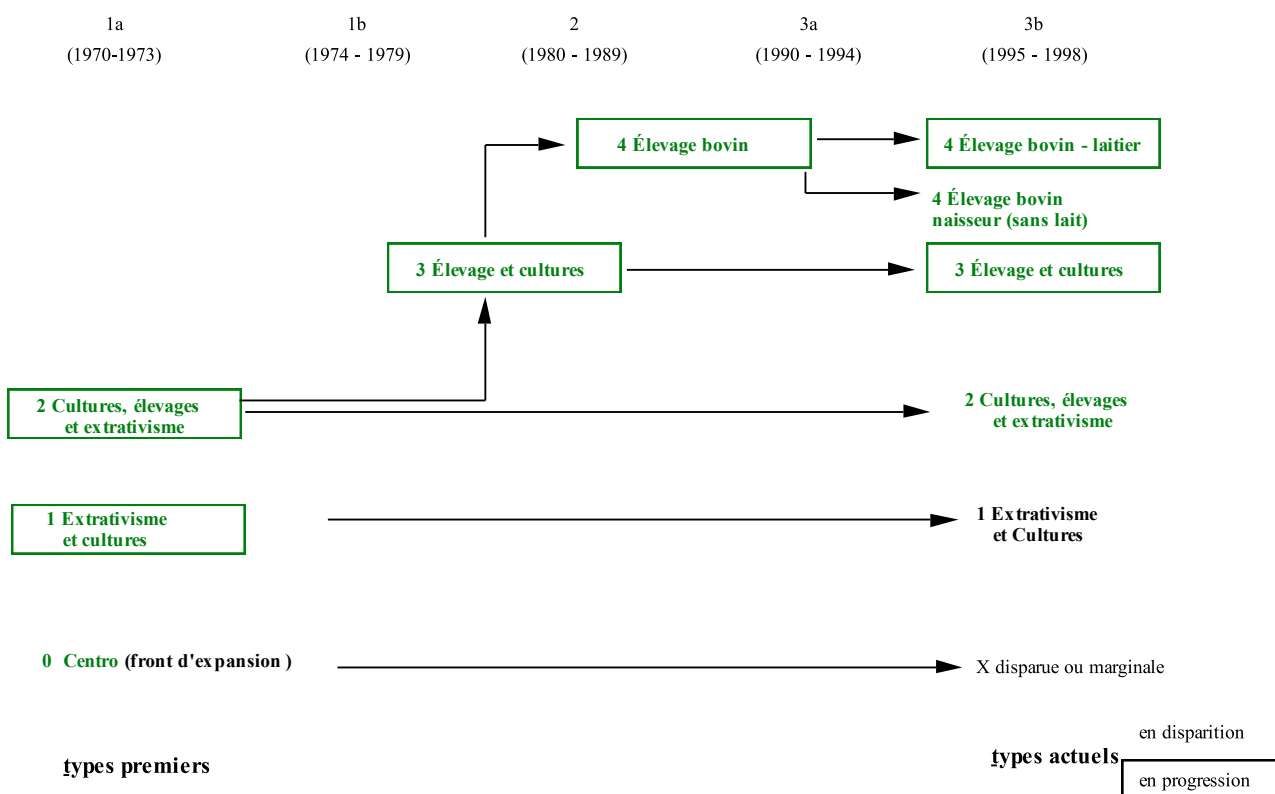 1a 1b 2 3a 3b
(1970-1973) (1974 - 1979) (1980 - 1989) (1990 - 1994) (1995 - 1998)
4 Élevage bovin
4 Élevage bovin - laitier
4 Élevage bovin
naisseur (sans lait)
3 Élevage et cultures
3 Élevage et cultures
2 Cultures, élevages
et extrativisme
2 Cultures, élevages
et extrativisme
1 Extrativisme
et cultures
1 Extrativisme
et Cultures
0 Centro (front d'expansion )
X disparue ou marginale
types premiers
types actuels
en disparition
en progression